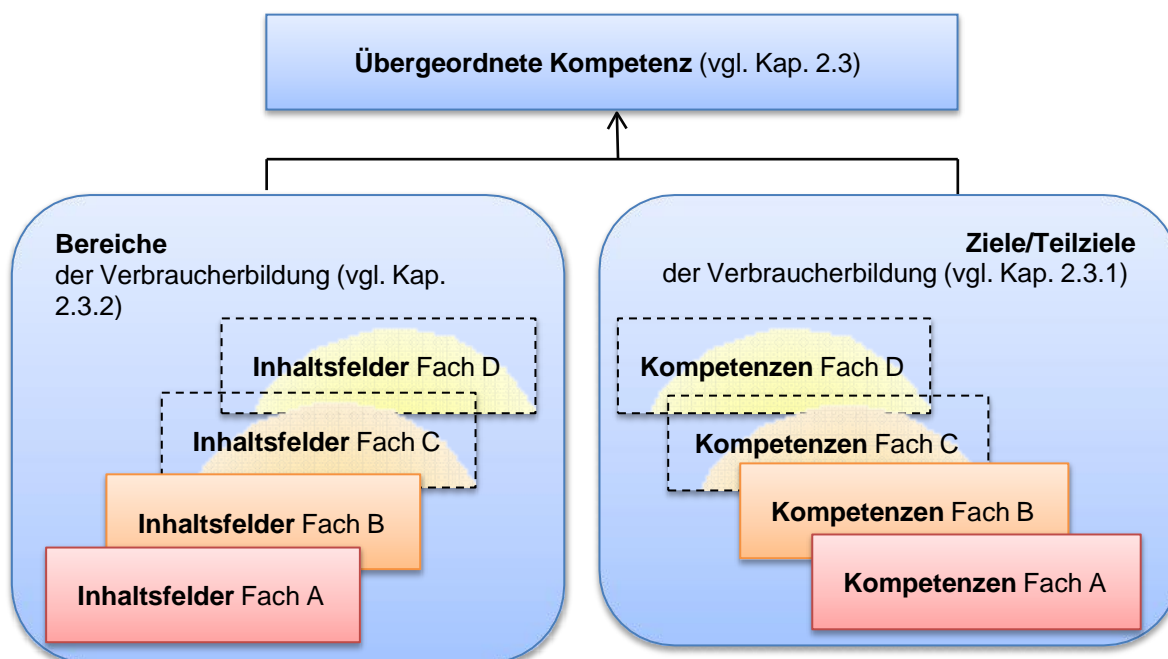 Übergeordnete Kompetenz (vgl. Kap. 2.3)
Bereiche
der Verbraucherbildung (vgl. Kap.
2.3.2)
Inhaltsfelder Fach D
Inhaltsfelder Fach C
Inhaltsfelder Fach B
Inhaltsfelder Fach A
Ziele/Teilziele
der Verbraucherbildung (vgl. Kap. 2.3.1)
Kompetenzen Fach D
Kompetenzen Fach C
Kompetenzen Fach B
Kompetenzen Fach A